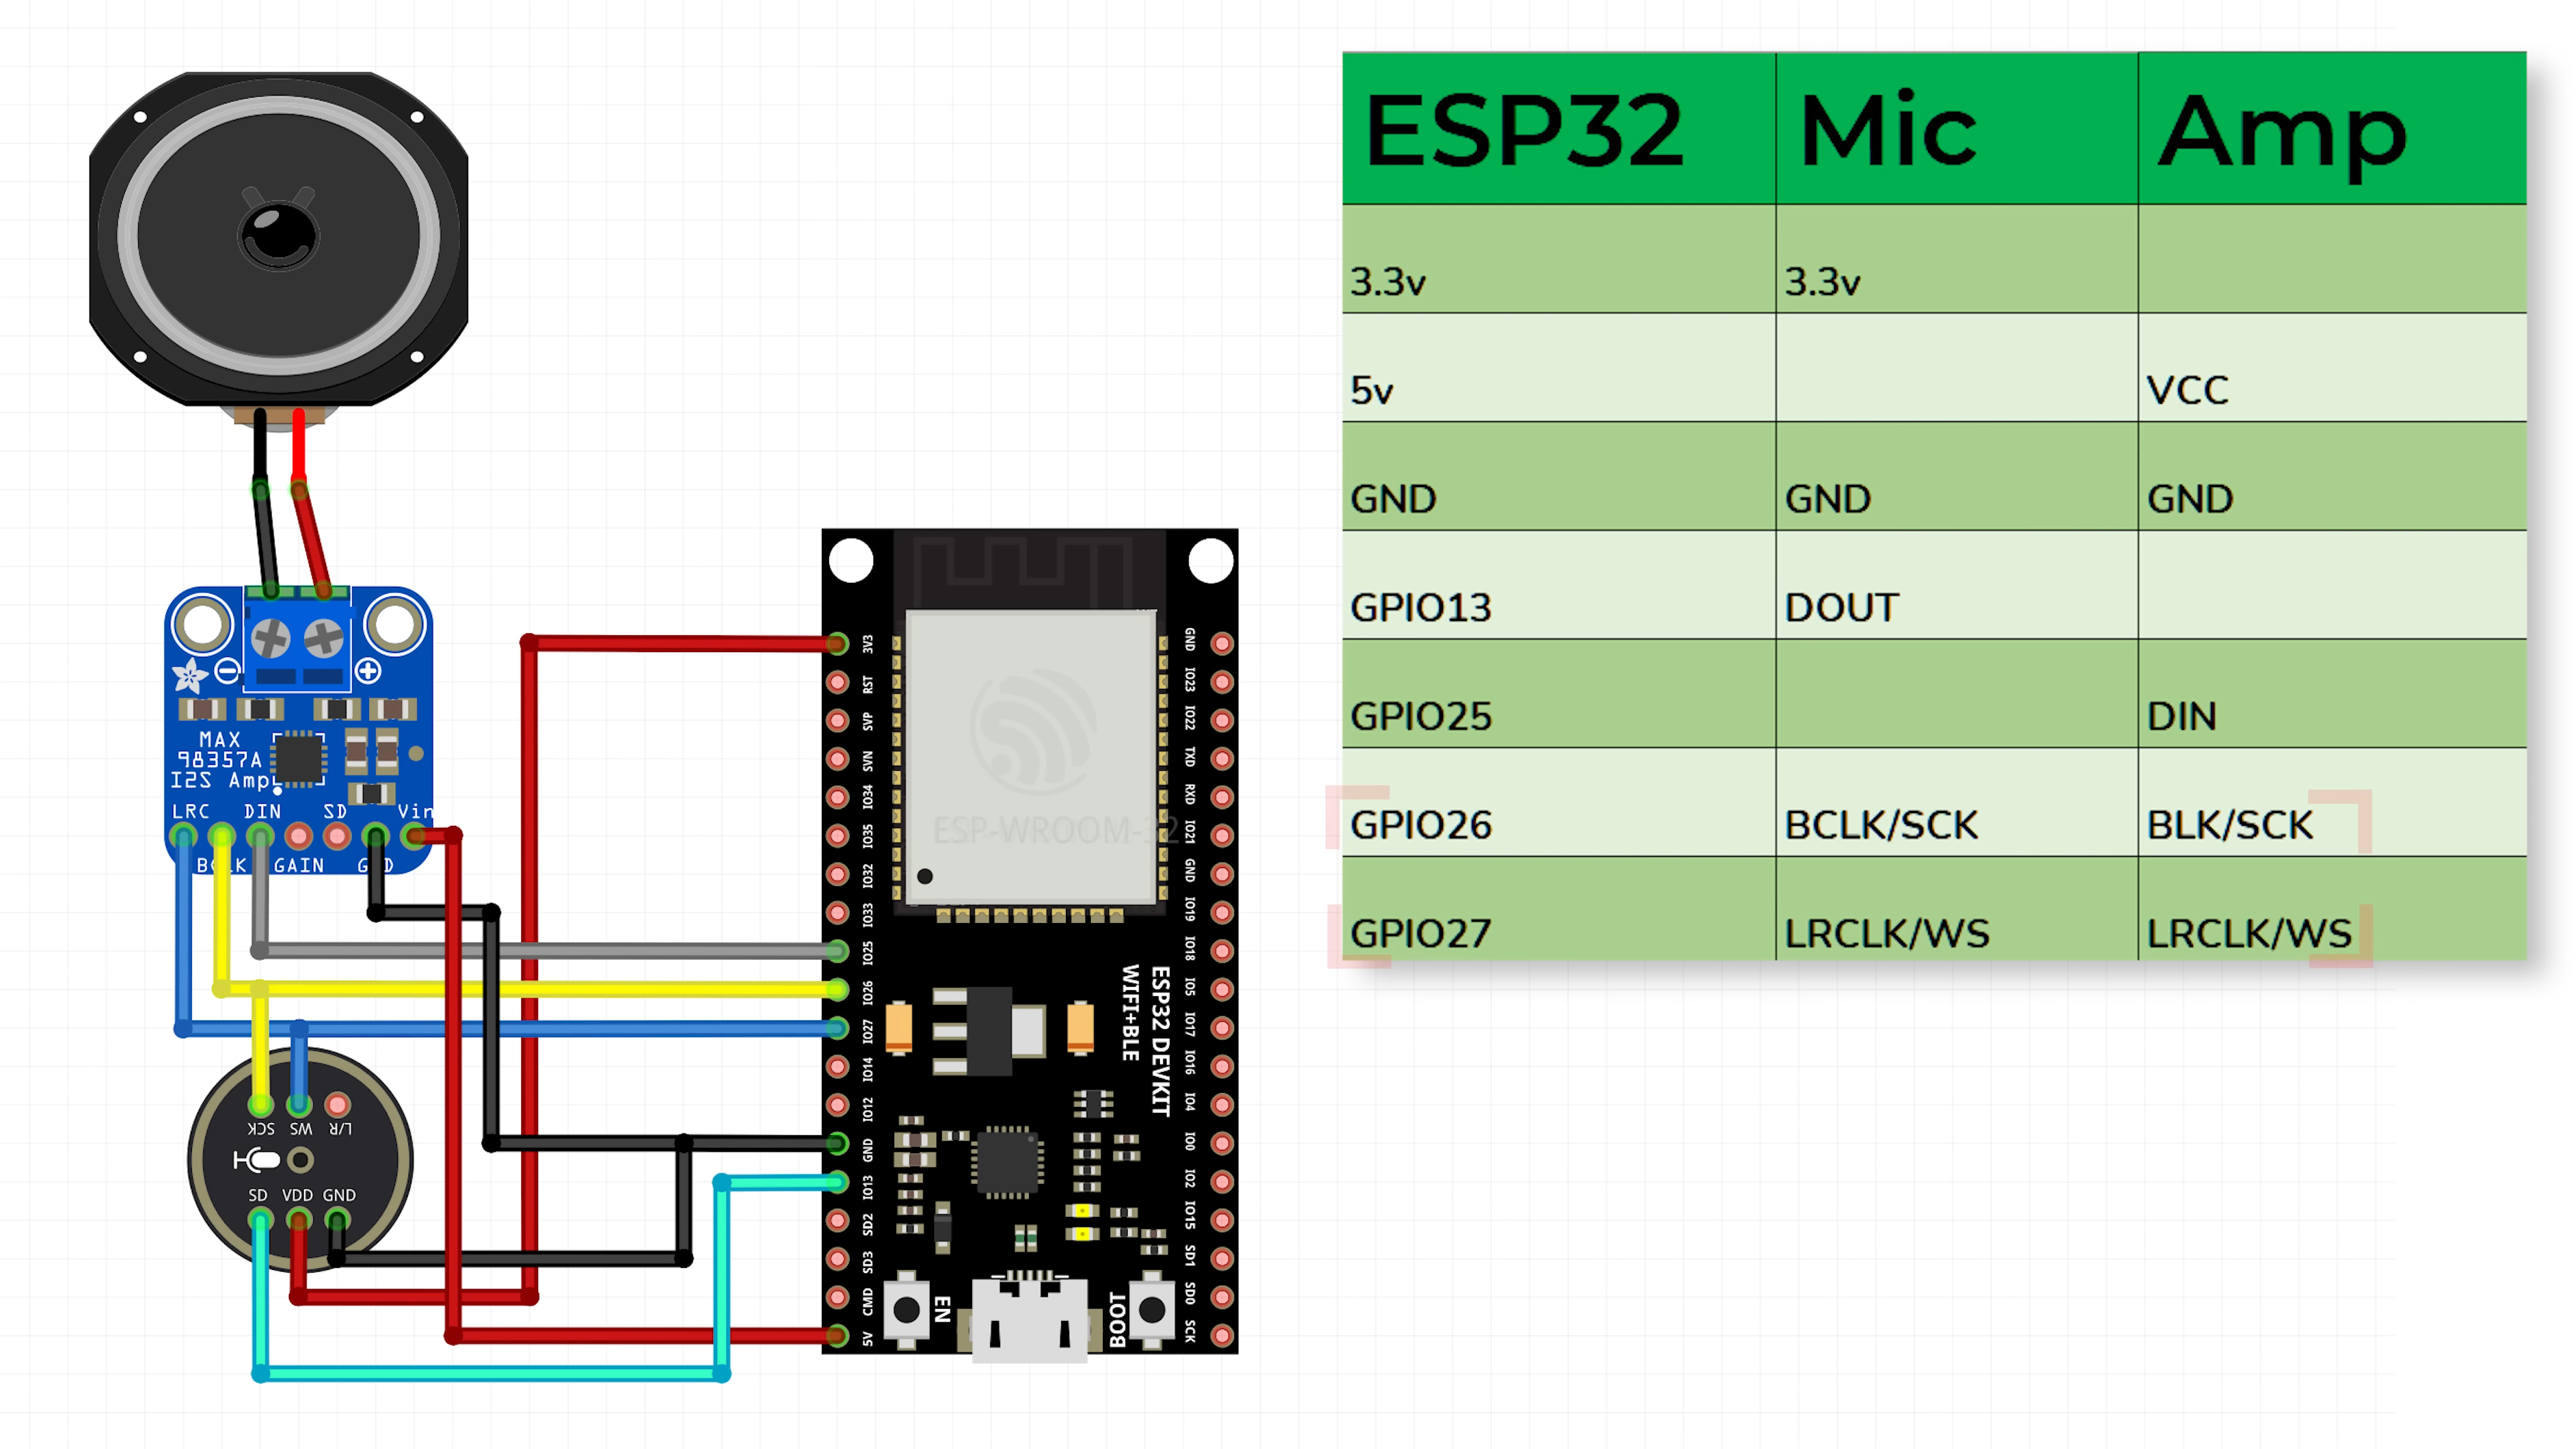 ESP32 Mic Amp
3.3v 3.3v
5v VCC
GND GND GND
GPIO13 DOUT
GPIO25 DIN
GPIO26 BCLK/SCK BLK/SCK
GPIO27 LRCLK/WS LRCLK/WS
MAX
98357A
I2S Amp
LRC DIN SD Vin
GAIN
SCK WS L/R
SD VDD GND
3V3
RST
SVP
SVN
IO34
IO35
IO32
IO33
IO25
IO26
IO27
IO14
IO12
GND
IO13
SD2
SD3
CMD
5V
ESP-WROOM-32
ESP32 DEVKIT
WIFI+BLE
EN
BOOT
GND
IO23
IO22
TXD
RXD
IO21
GND
IO19
IO18
IO5
IO17
IO16
IO4
IO0
IO2
IO15
SD1
SD0
SCK